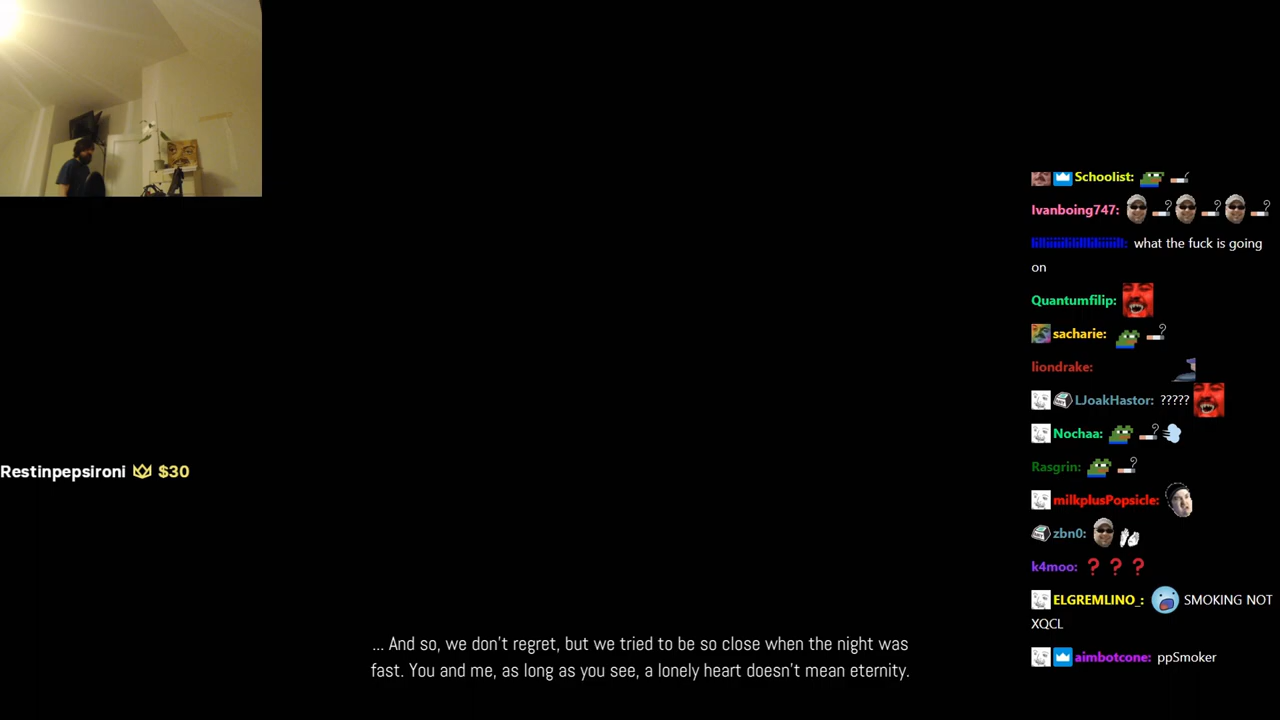 Schoolist:
Ivanboing747:
what the fuck is going
on
Quantumfilip:
sacharie:
liondrake:
LJoakHastor: ?????
Nochaa:
Rasgrin:
Restinpepsironi $30
milkplusPopsicle:
zbn0:
k4moo: ❓ ❓ ❓
ELGREMLINO_: SMOKING NOT
XQCL
aimbotcone: ppSmoker
... And so, we don't regret, but we tried to be so close when the night was
fast. You and me, as long as you see, a lonely heart doesn't mean eternity.